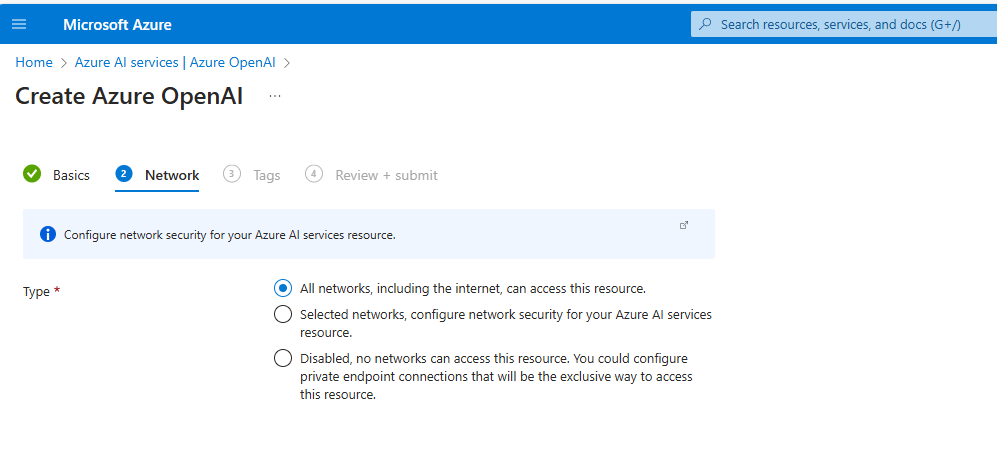 Microsoft Azure
Search resources, services, and docs (G+/)
Home > Azure AI services | Azure OpenAI >
Create Azure OpenAI ...
Basics 2 Network 3 Tags 4 Review + submit
Configure network security for your Azure AI services resource.
Type *
All networks, including the internet, can access this resource.
Selected networks, configure network security for your Azure AI services
resource.
Disabled, no networks can access this resource. You could configure
private endpoint connections that will be the exclusive way to access
this resource.